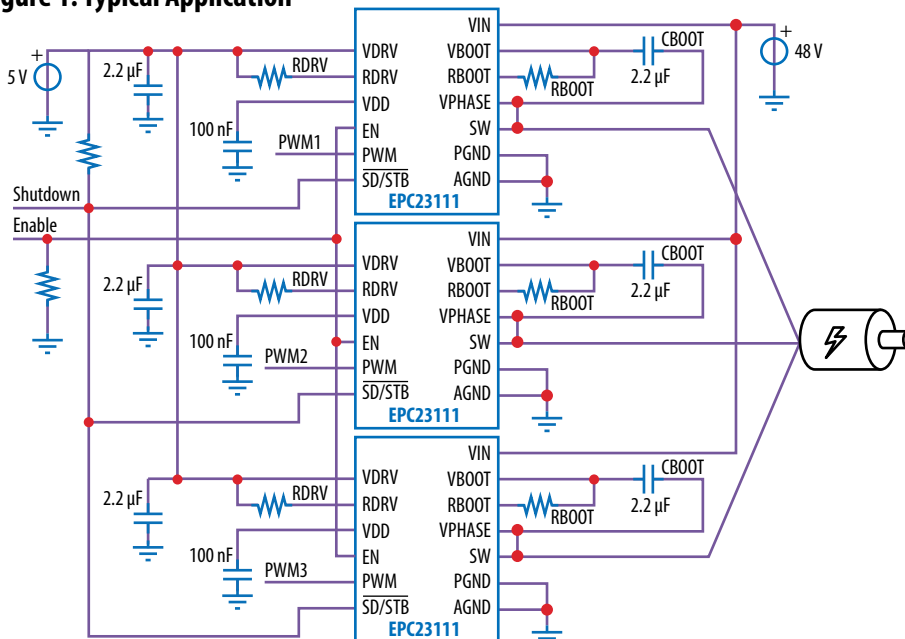 Figure 1: Typical Application
5 V
+
2.2 µF
RDRV
100 nF
PWM1
Shutdown
Enable
VDRV
RDRV
VDD
EN
PWM
SD/STB
VIN
VBOOT
RBOOT
VPHASE
SW
PGND
AGND
EPC23111
CBOOT
2.2 µF
RBOOT
+
48 V
2.2 µF
RDRV
100 nF
PWM2
VDRV
RDRV
VDD
EN
PWM
SD/STB
VIN
VBOOT
RBOOT
VPHASE
SW
PGND
AGND
EPC23111
CBOOT
2.2 µF
RBOOT
2.2 µF
RDRV
100 nF
PWM3
VDRV
RDRV
VDD
EN
PWM
SD/STB
VIN
VBOOT
RBOOT
VPHASE
SW
PGND
AGND
EPC23111
CBOOT
2.2 µF
RBOOT